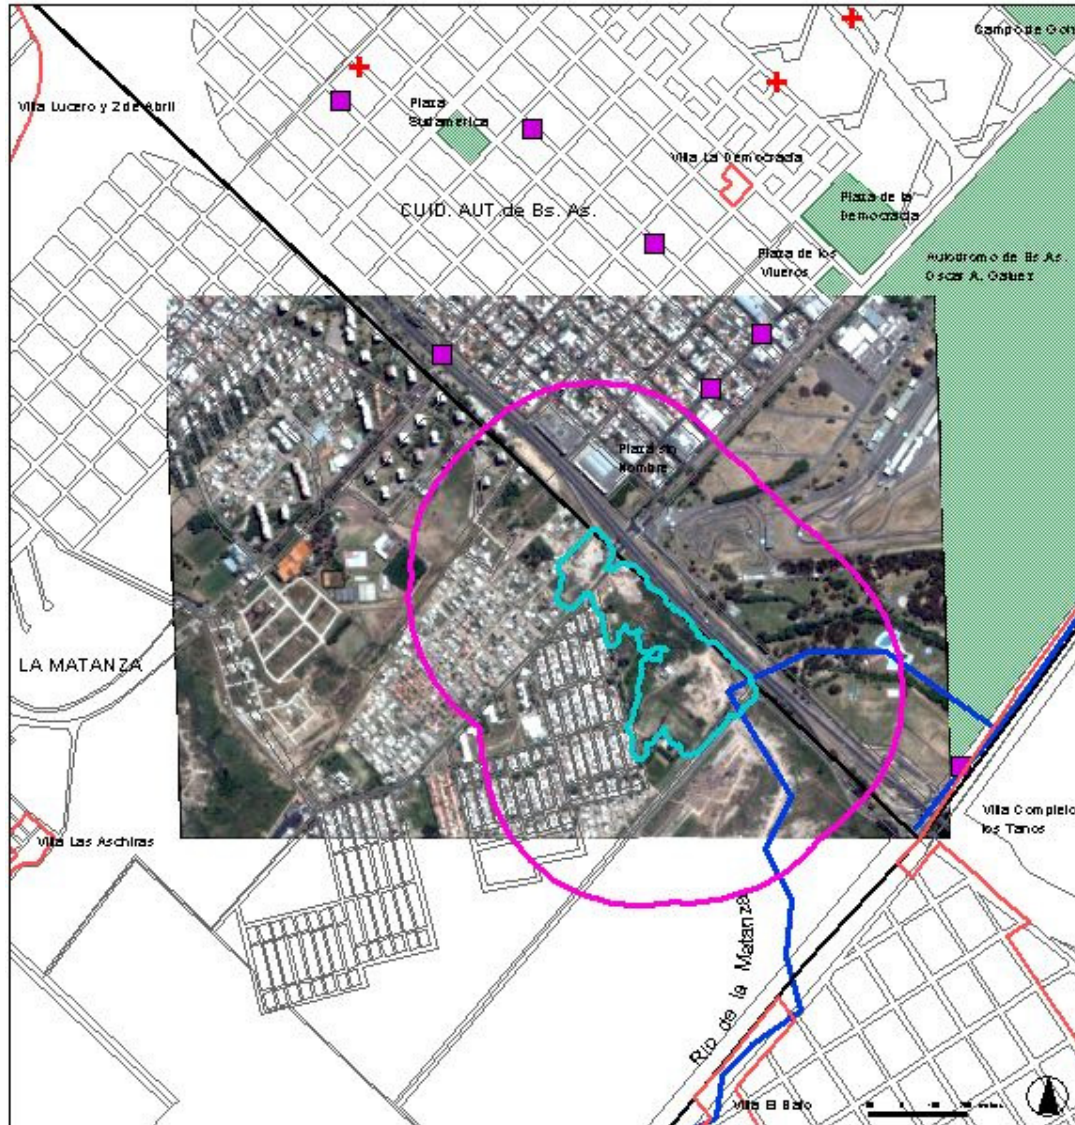 Campo de Golf
Villa Lucero y 2 de Abril
Plaza
Sudamerica
Villa La Democracia
Plaza de la
Democracia
CUID. AUT. de Bs. As.
Plaza de los
Autodromo de Bs. As.
Oscar A. Galvez
Plaza sin
Nombre
LA MATANZA
Villa Las Aschiras
Villa Complejo
los Tanos
Rio de la Matanza
Villa El Bajo